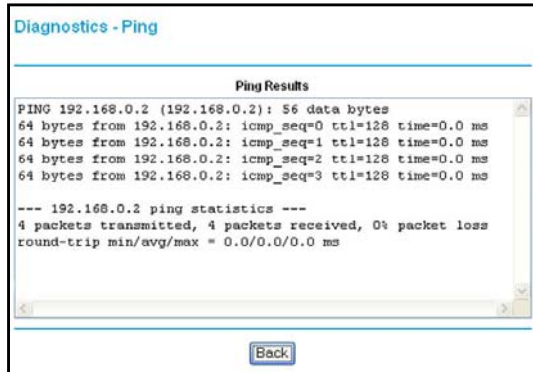 Diagnostics - Ping
Ping Results
PING 192.168.0.2 (192.168.0.2): 56 data bytes
64 bytes from 192.168.0.2: icmp_seq=0 ttl=128 time=0.0 ms
64 bytes from 192.168.0.2: icmp_seq=1 ttl=128 time=0.0 ms
64 bytes from 192.168.0.2: icmp_seq=2 ttl=128 time=0.0 ms
64 bytes from 192.168.0.2: icmp_seq=3 ttl=128 time=0.0 ms
--- 192.168.0.2 ping statistics ---
4 packets transmitted, 4 packets received, 0% packet loss
round-trip min/avg/max = 0.0/0.0/0.0 ms
Back